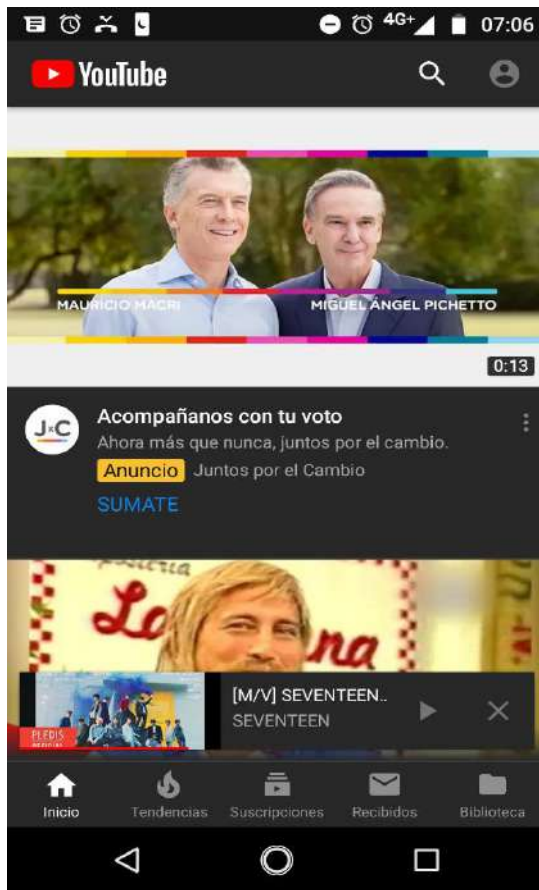 4G+ 07:06
YouTube
MAURICIO MACRI MIGUEL ÁNGEL PICHETTO
0:13
JxC
Acompañanos con tu voto
Ahora más que nunca, juntos por el cambio.
Anuncio Juntos por el Cambio
SUMATE
[M/V] SEVENTEEN..
SEVENTEEN
PLEDIS
Inicio Tendencias Suscripciones Recibidos Biblioteca